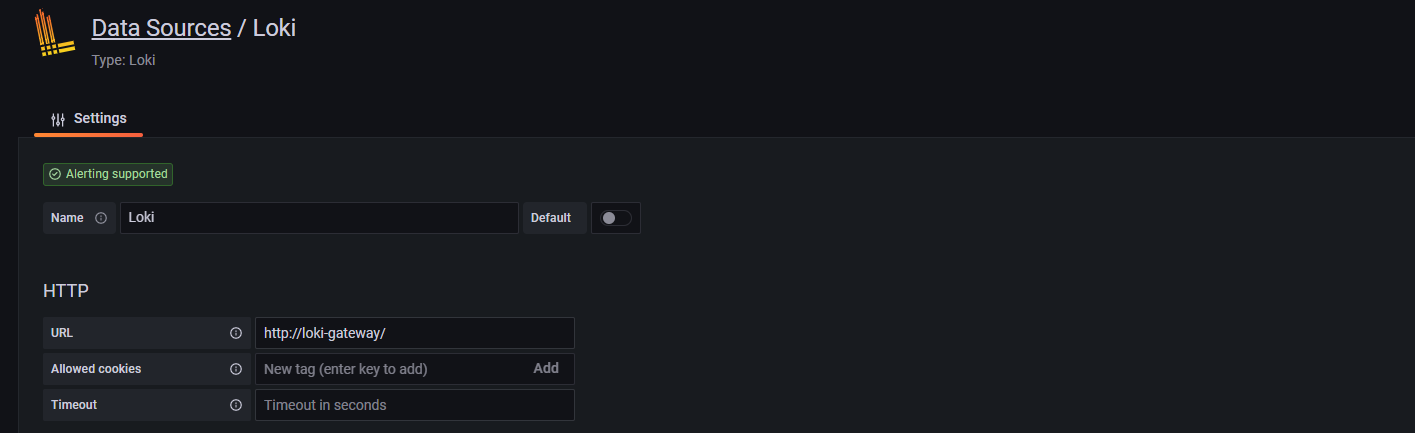 Data Sources / Loki
Type: Loki
Settings
Alerting supported
Name Loki Default
HTTP
URL http://loki-gateway/
Allowed cookies New tag (enter key to add) Add
Timeout Timeout in seconds